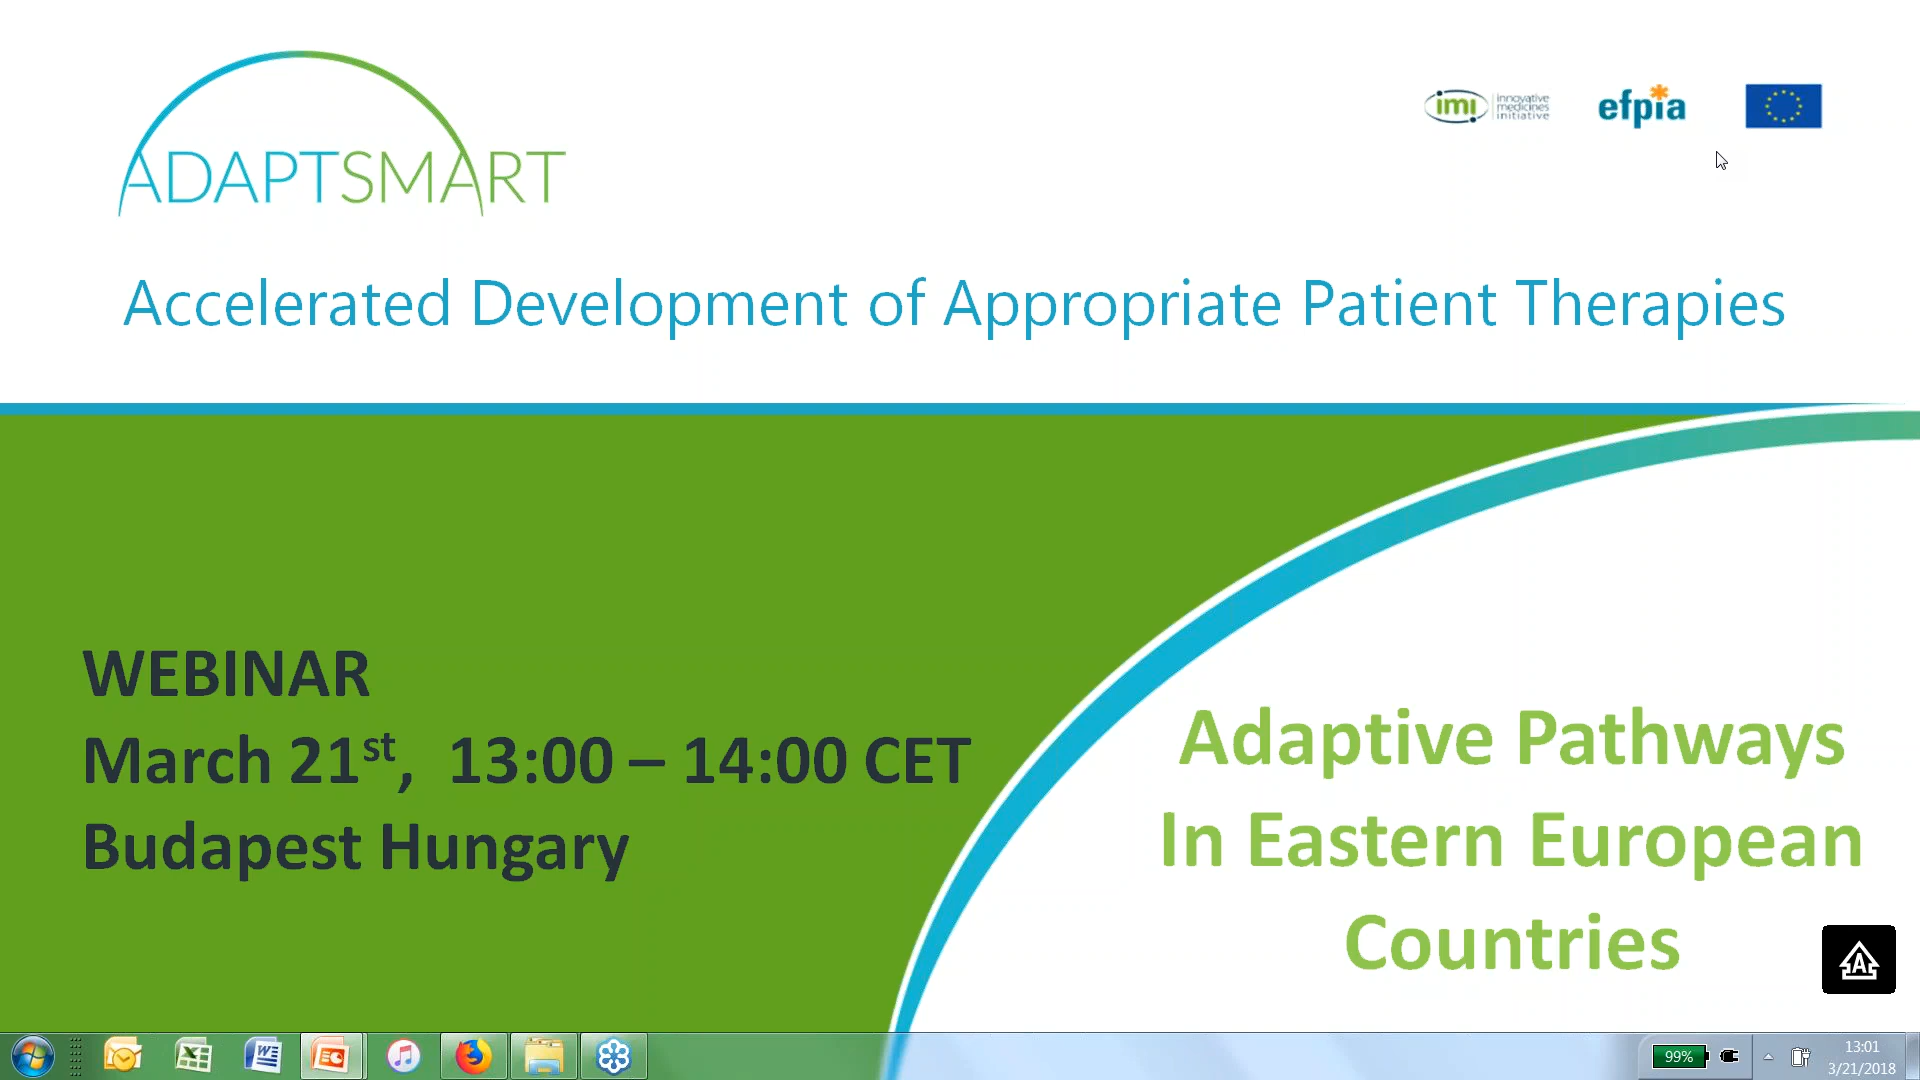 ADAPTSMART
imi innovative medicines initiative
efpia
Accelerated Development of Appropriate Patient Therapies
WEBINAR
March 21st, 13:00 – 14:00 CET
Budapest Hungary
Adaptive Pathways
In Eastern European
Countries
A
99%
13:01
3/21/2018